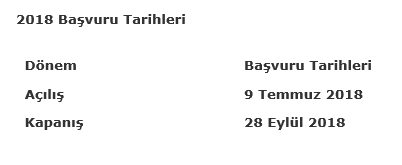 2018 Başvuru Tarihleri
Dönem Başvuru Tarihleri
Açılış 9 Temmuz 2018
Kapanış 28 Eylül 2018